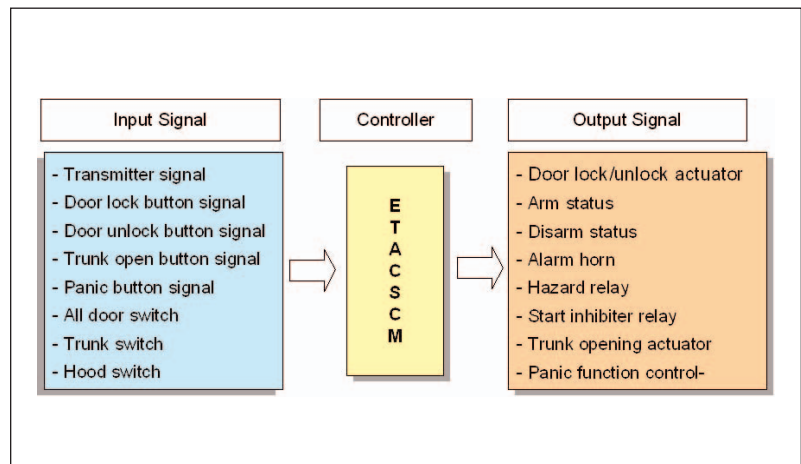 Input Signal
Controller
Output Signal
- Transmitter signal
- Door lock button signal
- Door unlock button signal
- Trunk open button signal
- Panic button signal
- All door switch
- Trunk switch
- Hood switch
E
T
A
C
S
C
M
- Door lock/unlock actuator
- Arm status
- Disarm status
- Alarm horn
- Hazard relay
- Start inhibiter relay
- Trunk opening actuator
- Panic function control-